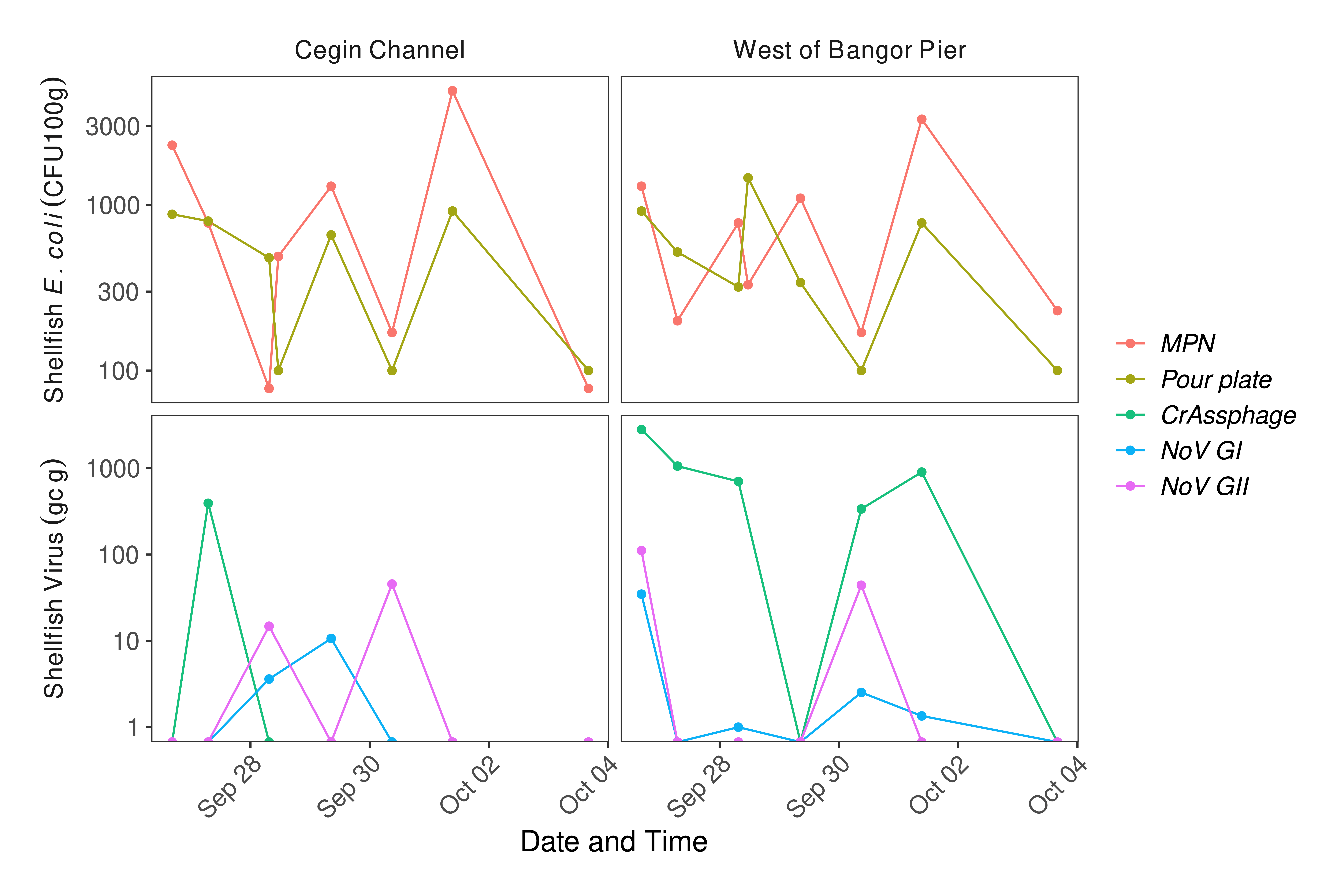 Cegin Channel
West of Bangor Pier
Shellfish E. coli (CFU100g)
3000
1000
300
100
Shellfish Virus (gc g)
1000
100
10
1
Sep 28
Sep 30
Oct 02
Oct 04
Sep 28
Sep 30
Oct 02
Oct 04
Date and Time
MPN
Pour plate
CrAssphage
NoV GI
NoV GII